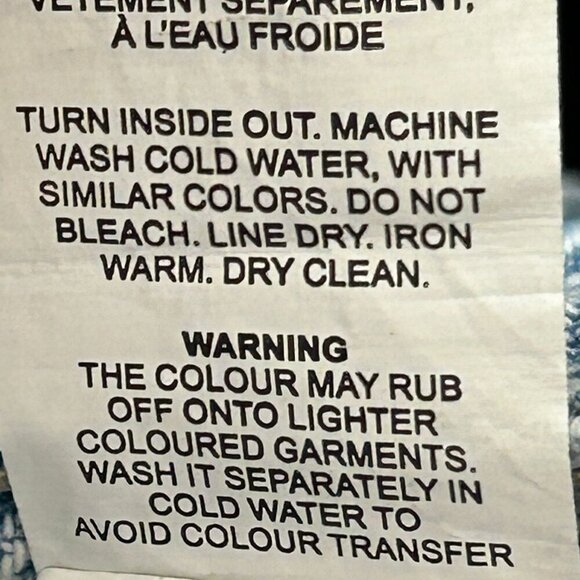 VÊTEMENT SÉPARÉMENT,
À L'EAU FROIDE
TURN INSIDE OUT. MACHINE
WASH COLD WATER, WITH
SIMILAR COLORS. DO NOT
BLEACH. LINE DRY. IRON
WARM. DRY CLEAN.
WARNING
THE COLOUR MAY RUB
OFF ONTO LIGHTER
COLOURED GARMENTS.
WASH IT SEPARATELY IN
COLD WATER TO
AVOID COLOUR TRANSFER